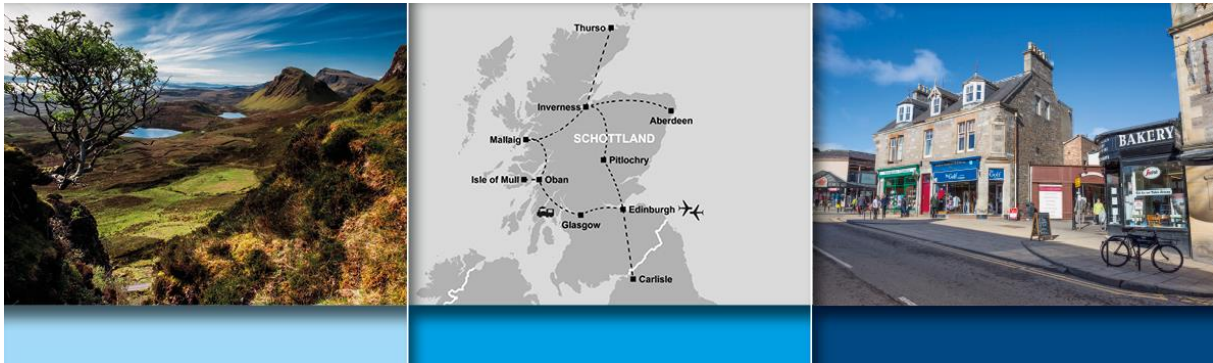 Thurso
Inverness
Aberdeen
Mallaig
SCHOTTLAND
Pitlochry
Isle of Mull
Oban
Edinburgh
Glasgow
Carlisle
BAKERY